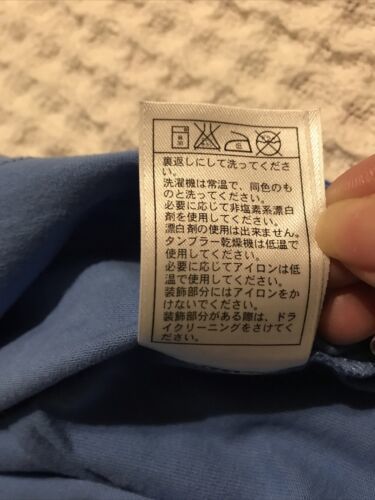 裏返しにして洗ってくださ
い。
洗濯機は常温で、同色のも
のと洗ってください。
必要に応じて非塩素系漂白
剤を使用してください。
漂白剤の使用は出来ません。
タンブラー乾燥機は低温で
使用してください。
必要に応じてアイロンは低
温で使用してください。
装飾部分にはアイロンをか
けないでください。
装飾部分がある際は、ドラ
イクリーニングをさけてくだ
さい。